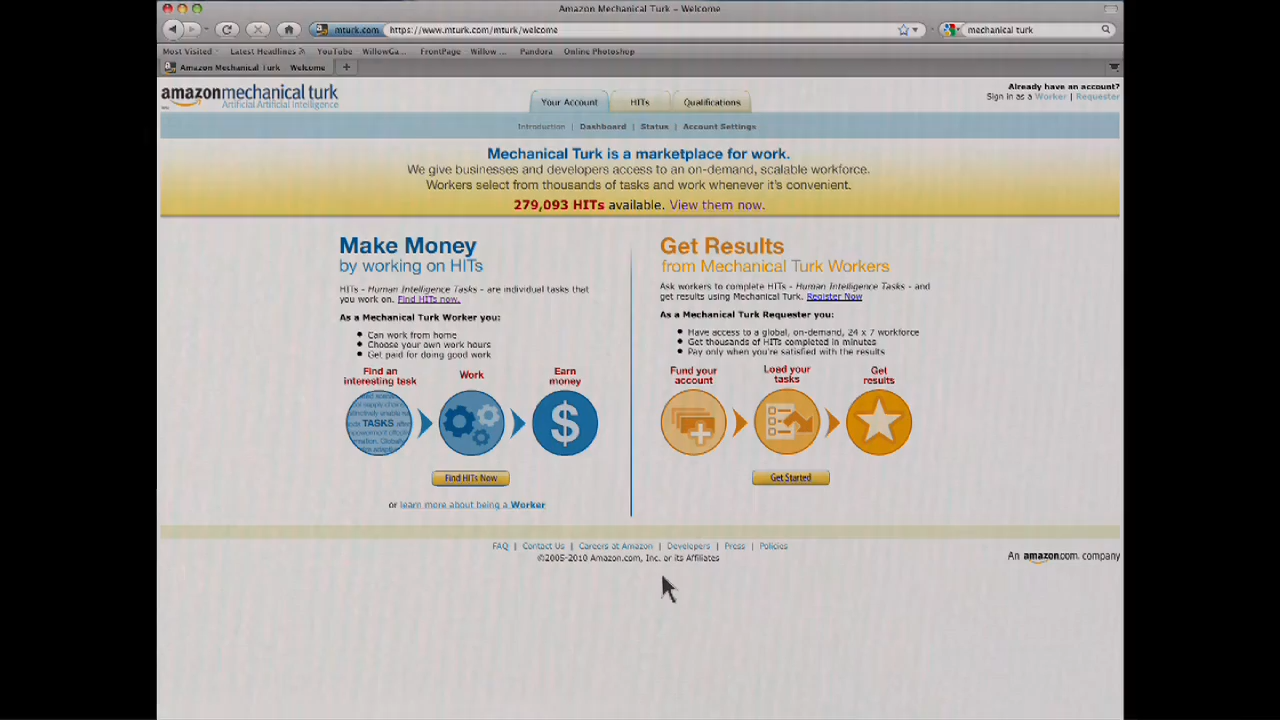 Amazon Mechanical Turk – Welcome
mturk.com https://www.mturk.com/mturk/welcome
mechanical turk
Most Visited Latest Headlines YouTube WillowGa... FrontPage Willow ... Pandora Online Photoshop
Amazon Mechanical Turk Welcome +
amazonmechanical turk
Artificial Artificial Intelligence
Your Account HITs Qualifications
Already have an account?
Sign in as a Worker | Requester
Introduction | Dashboard | Status | Account Settings
Mechanical Turk is a marketplace for work.
We give businesses and developers access to an on-demand, scalable workforce.
Workers select from thousands of tasks and work whenever it's convenient.
279,093 HITs available. View them now.
Make Money
by working on HITs
HITs - Human Intelligence Tasks - are individual tasks that
you work on. Find HITs now.
As a Mechanical Turk Worker you:
• Can work from home
• Choose your own work hours
• Get paid for doing good work
Find an
interesting task
Work
Earn
money
TASKS
$
Find HITs Now
or learn more about being a Worker
Get Results
from Mechanical Turk Workers
Ask workers to complete HITs - Human Intelligence Tasks - and
get results using Mechanical Turk. Register Now
As a Mechanical Turk Requester you:
• Have access to a global, on-demand, 24 x 7 workforce
• Get thousands of HITs completed in minutes
• Pay only when you're satisfied with the results
Fund your
account
Load your
tasks
Get
results
Get Started
FAQ | Contact Us | Careers at Amazon | Developers | Press | Policies
©2005-2010 Amazon.com, Inc. or its Affiliates
An amazon.com. company